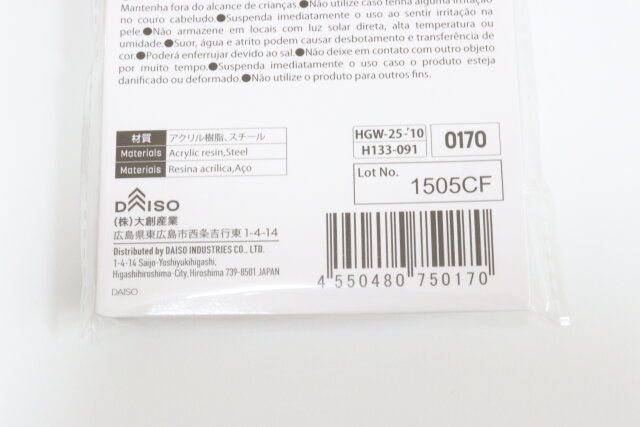 Mantenha fora do alcance de crianças.●Não utilize caso tenha alguma irritação
no couro cabeludo.●Suspenda imediatamente o uso ao sentir irritação na
pele.●Não armazene em locais com luz solar direta, alta temperatura ou
umidade.●Suor, água e atrito podem causar desbotamento e transferência de
cor.●Poderá enferrujar devido ao sal.●Não deixe em contato com outro objeto
por muito tempo.●Suspenda imediatamente o uso caso o produto esteja
danificado ou deformado.●Não utilize o produto para outros fins.
材質 アクリル樹脂、スチール
Materials Acrylic resin,Steel
Materiais Resina acrílica,Aço
HGW-25-'10
H133-091
0170
Lot No.
1505CF
DAISO
(株)大創産業
広島県東広島市西条吉行東1-4-14
Distributed by DAISO INDUSTRIES CO., LTD.
1-4-14 Saijo-Yoshiyukihigashi,
Higashihiroshima-City, Hiroshima 739-8501 JAPAN
DAISO
4 550480 750170